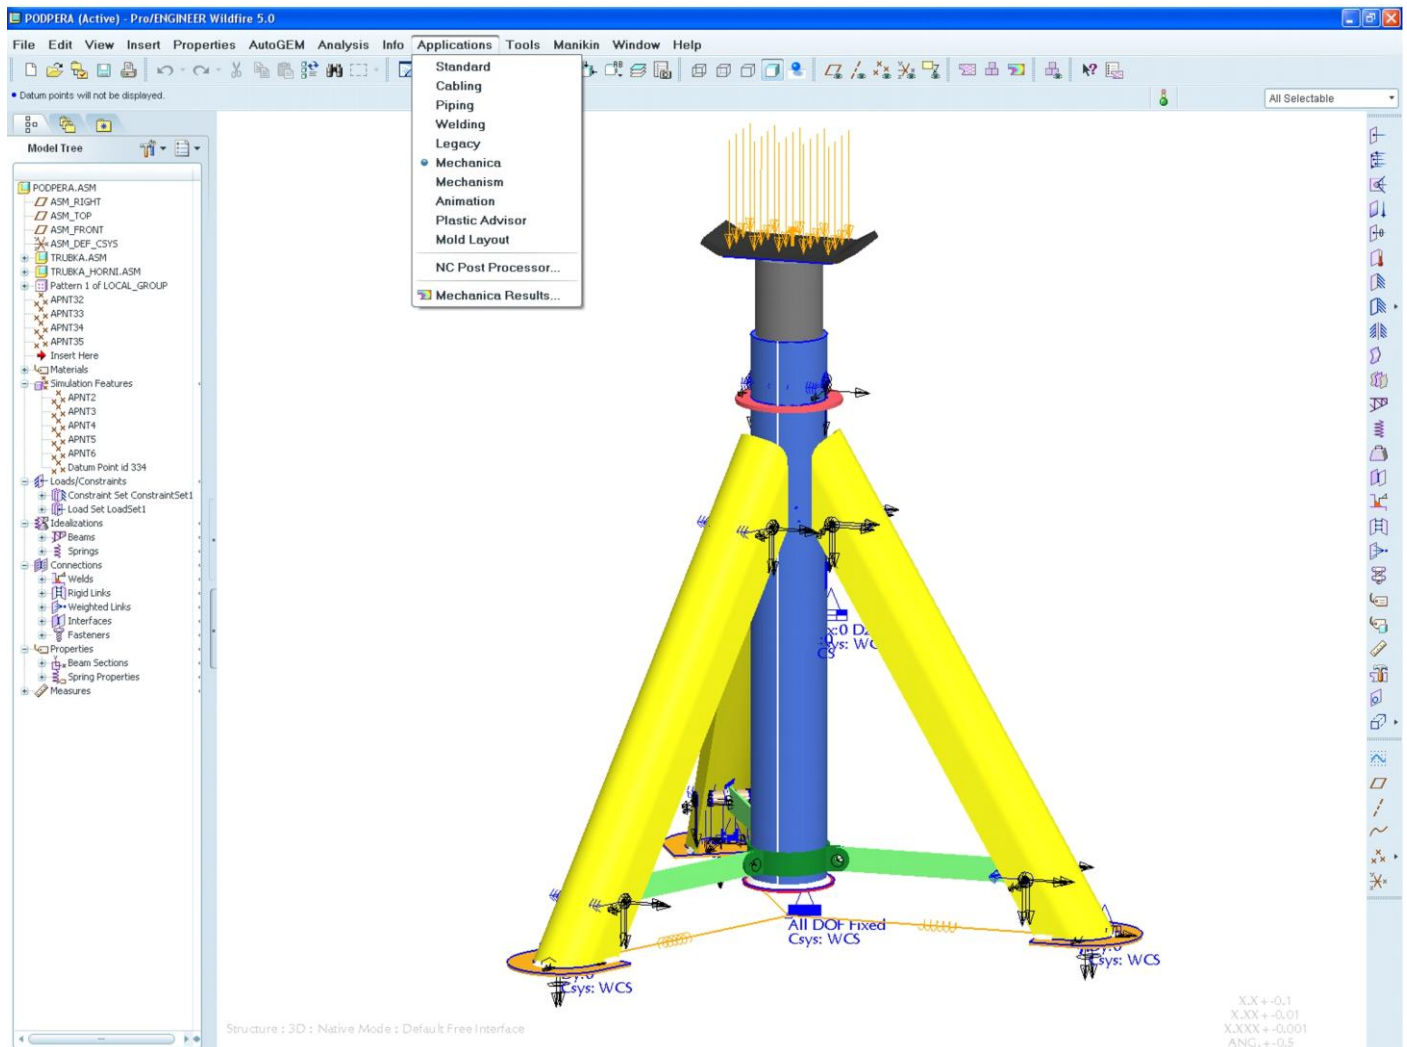 PODPERA (Active) - Pro/ENGINEER Wildfire 5.0
File Edit View Insert Properties AutoGEM Analysis Info Applications Tools Manikin Window Help
Standard
Cabling
Piping
Welding
Legacy
Mechanica
Mechanism
Animation
Plastic Advisor
Mold Layout
NC Post Processor...
Mechanica Results...
Datum points will not be displayed.
All Selectable
Model Tree
PODPERA.ASM
ASM_RIGHT
ASM_TOP
ASM_FRONT
ASM_DEF_CSYS
TRUBKA.ASM
TRUBKA_HORNI.ASM
Pattern 1 of LOCAL_GROUP
APNT32
APNT33
APNT34
APNT35
Insert Here
Materials
Simulation Features
APNT2
APNT3
APNT4
APNT5
APNT6
Datum Point id 334
Loads/Constraints
Constraint Set ConstraintSet1
Load Set LoadSet1
Idealizations
Beams
Springs
Connections
Welds
Rigid Links
Weighted Links
Interfaces
Fasteners
Properties
Beam Sections
Spring Properties
Measures
All DOF Fixed
Csys: WCS
Csys: WCS
Csys: WCS
Structure : 3D : Native Mode : Default Free Interface
X.X +-0.1
X.XX +-0.01
X.XXX +-0.001
ANG. +-0.5